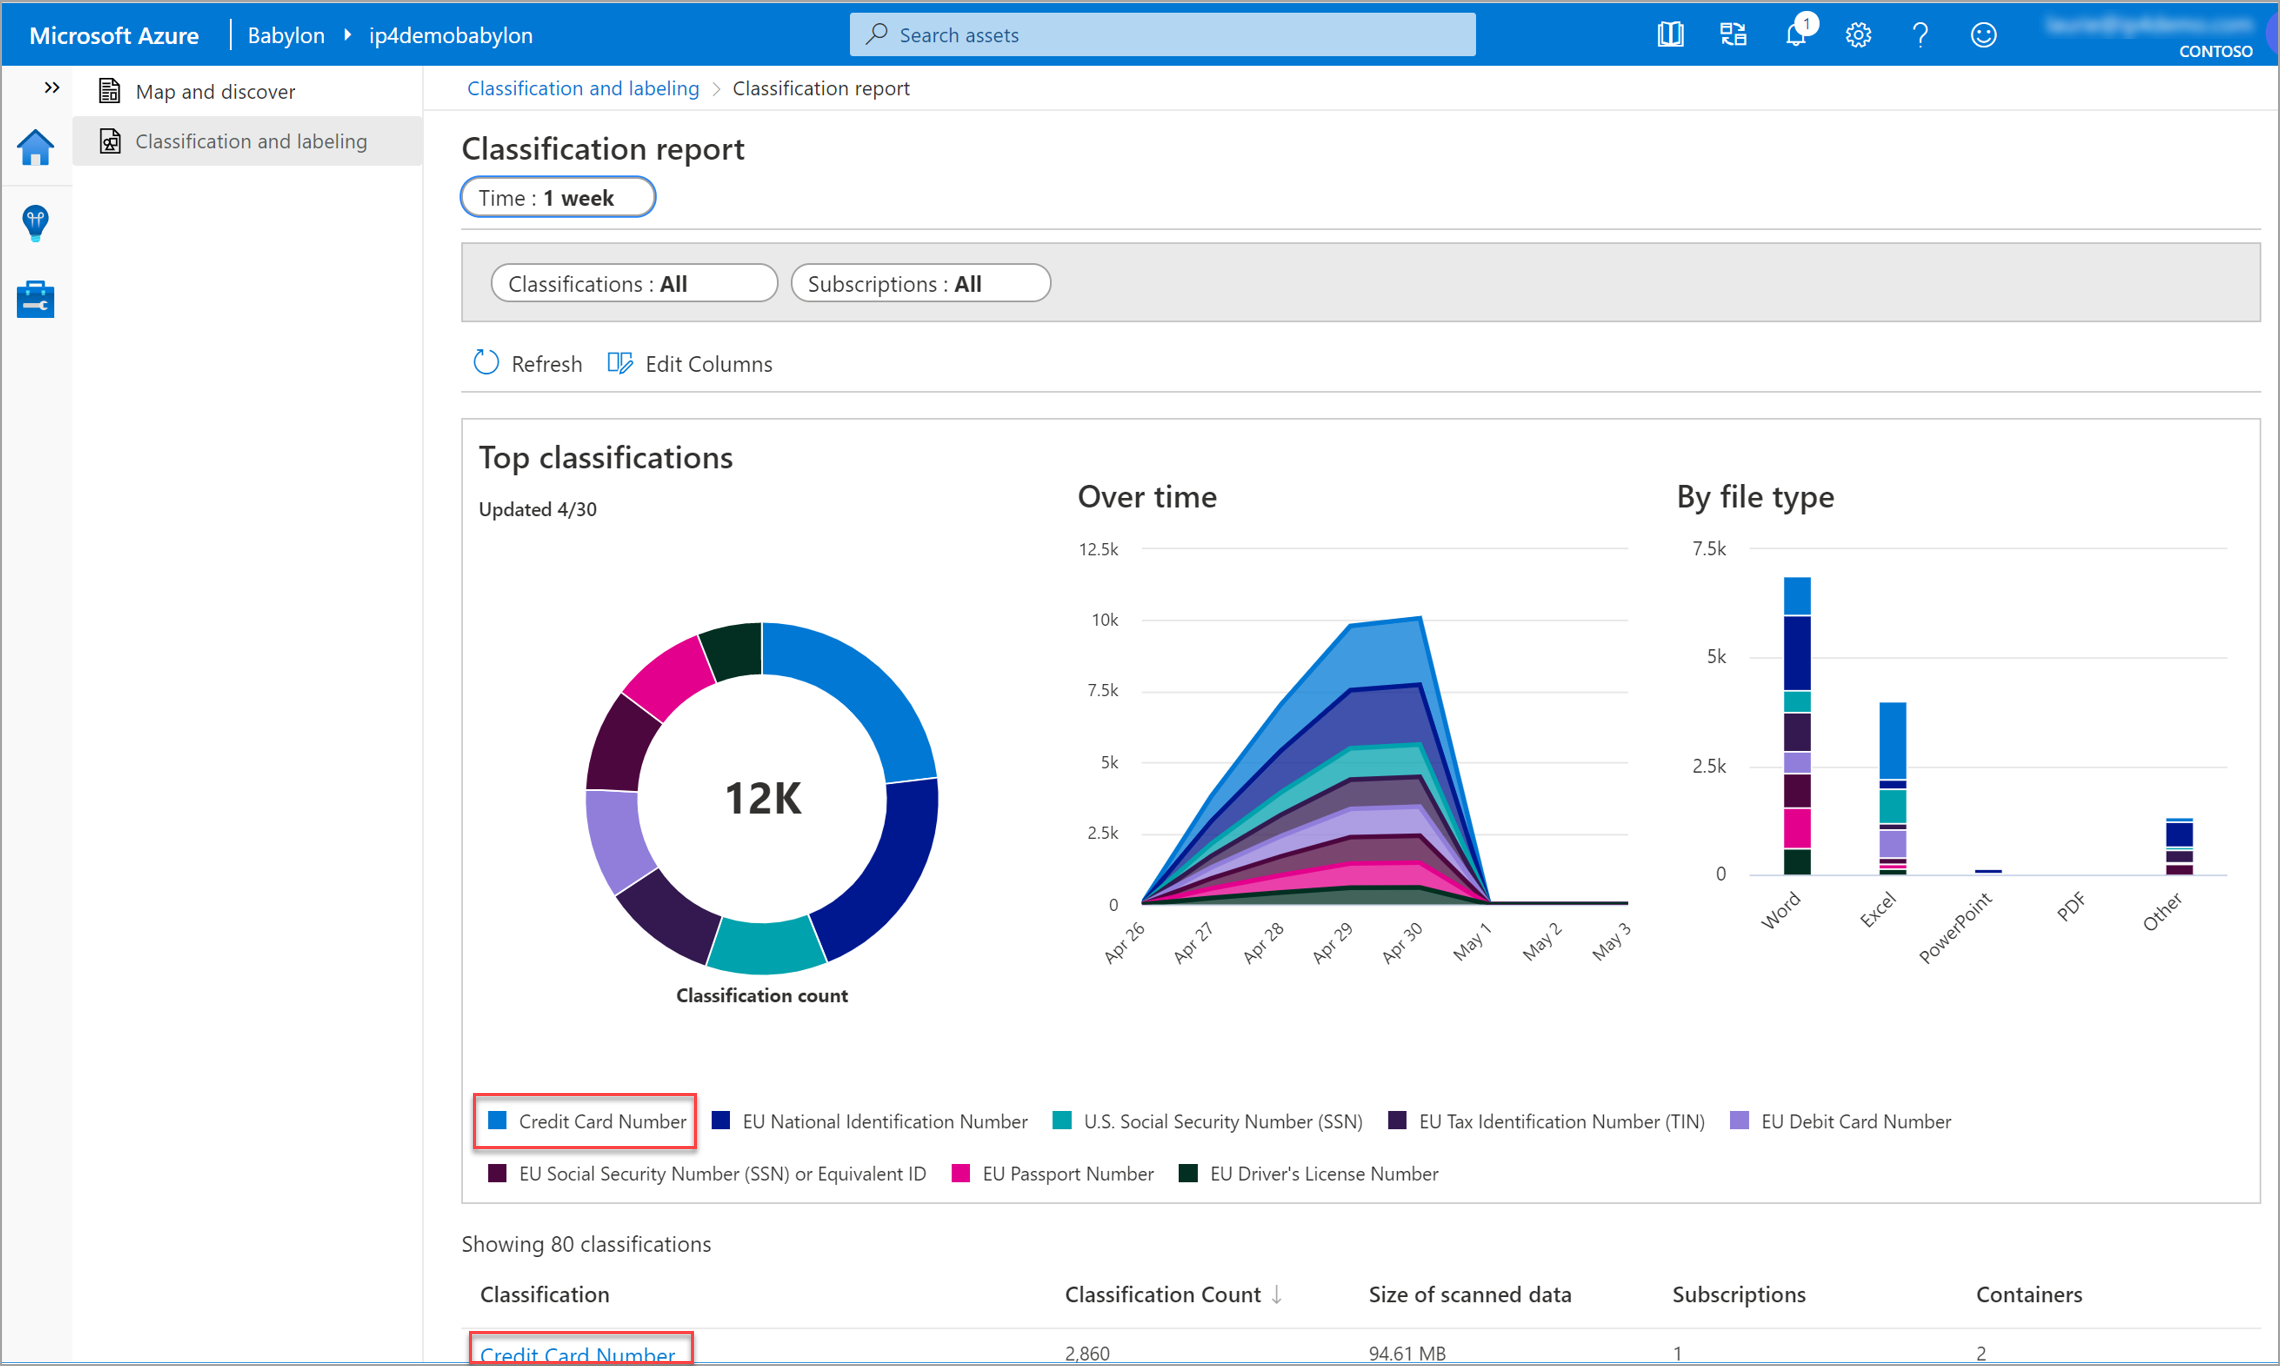 Microsoft Azure
Babylon
ip4demobabylon
Search assets
1
CONTOSO
Map and discover
Classification and labeling
Classification and labeling > Classification report
Classification report
Time : 1 week
Classifications : All
Subscriptions : All
Refresh
Edit Columns
Top classifications
Updated 4/30
12K
Classification count
Over time
12.5k
10k
7.5k
5k
2.5k
0
Apr 26
Apr 27
Apr 28
Apr 29
Apr 30
May 1
May 2
May 3
By file type
7.5k
5k
2.5k
0
Word
Excel
PowerPoint
PDF
Other
Credit Card Number
EU National Identification Number
U.S. Social Security Number (SSN)
EU Tax Identification Number (TIN)
EU Debit Card Number
EU Social Security Number (SSN) or Equivalent ID
EU Passport Number
EU Driver's License Number
Showing 80 classifications
Classification
Classification Count ↓
Size of scanned data
Subscriptions
Containers
Credit Card Number
2,860
94.61 MB
1
2